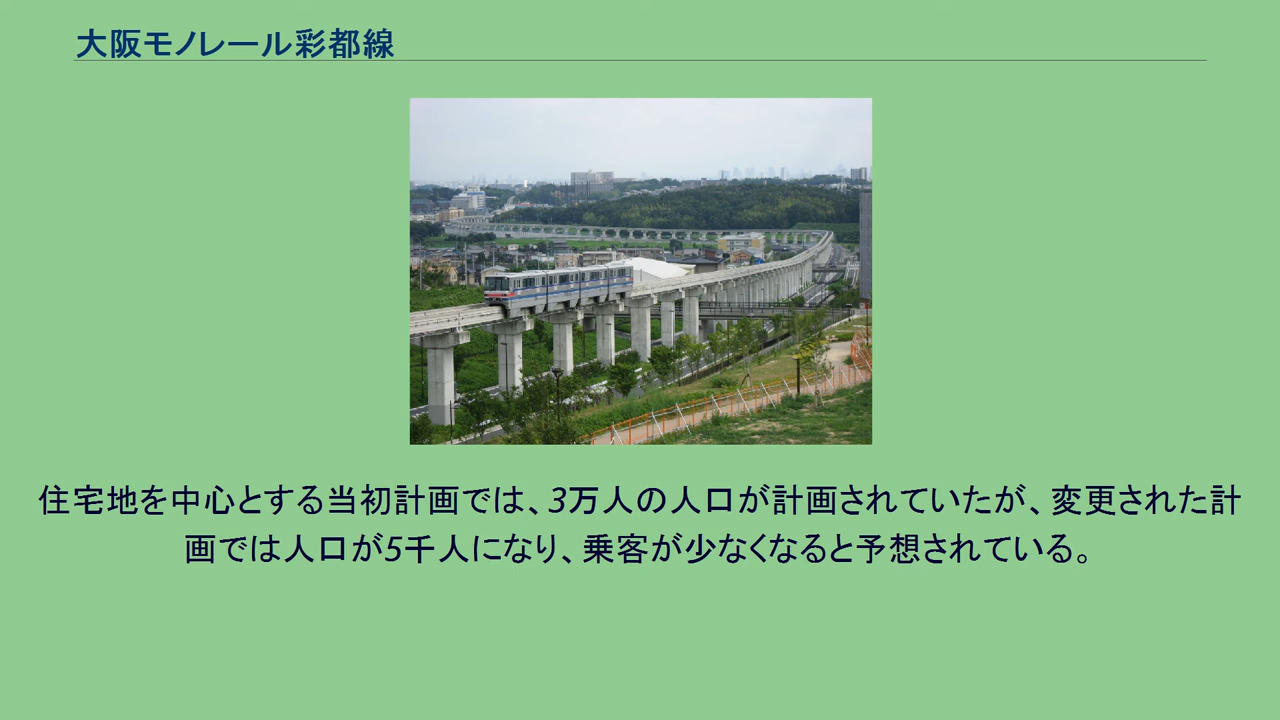 大阪モノレール彩都線
住宅地を中心とする当初計画では、3万人の人口が計画されていたが、変更された計
画では人口が5千人になり、乗客が少なくなると予想されている。